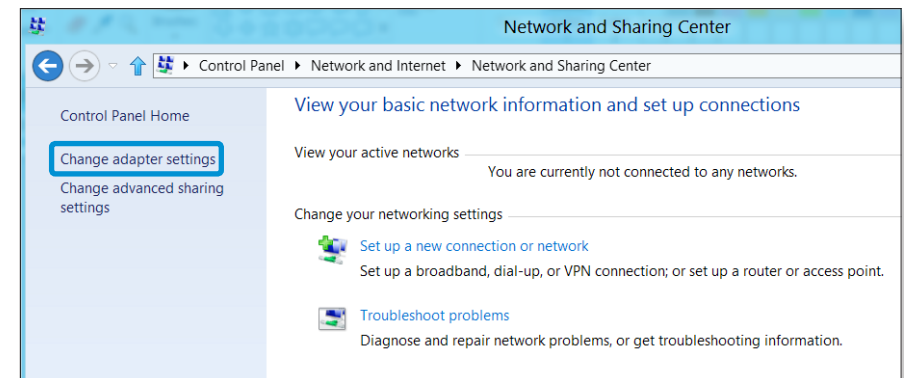 Network and Sharing Center
Control Panel Network and Internet Network and Sharing Center
Control Panel Home
Change adapter settings
Change advanced sharing
settings
View your basic network information and set up connections
View your active networks
You are currently not connected to any networks.
Change your networking settings
Set up a new connection or network
Set up a broadband, dial-up, or VPN connection; or set up a router or access point.
Troubleshoot problems
Diagnose and repair network problems, or get troubleshooting information.